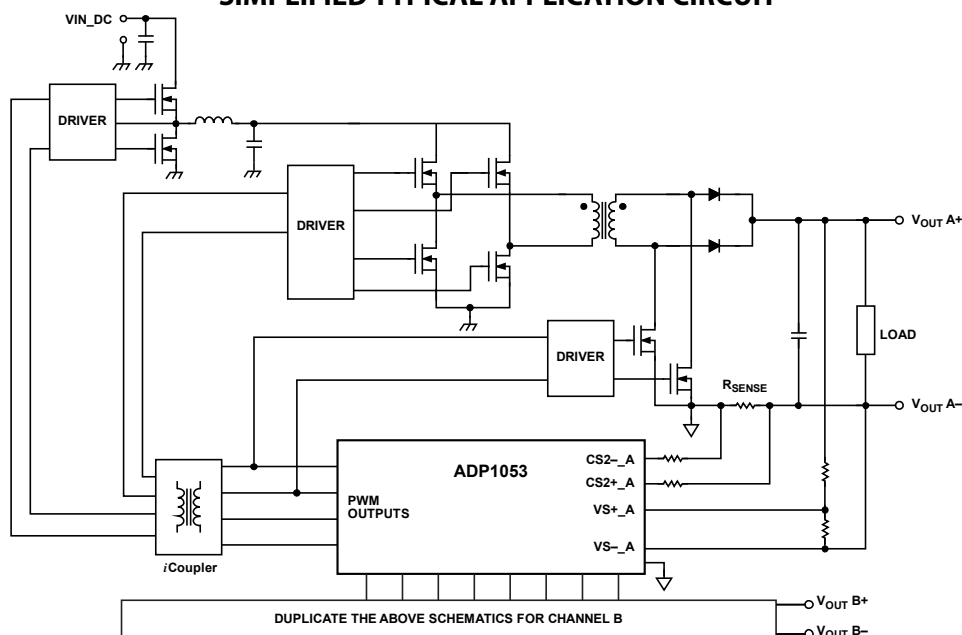 SIMPLIFIED TYPICAL APPLICATION CIRCUIT
VIN_DC
DRIVER
DRIVER
VOUT A+
LOAD
DRIVER
RSENSE
VOUT A–
ADP1053
CS2–_A
CS2+_A
PWM
OUTPUTS
VS+_A
VS–_A
iCoupler
DUPLICATE THE ABOVE SCHEMATICS FOR CHANNEL B
VOUT B+
VOUT B–